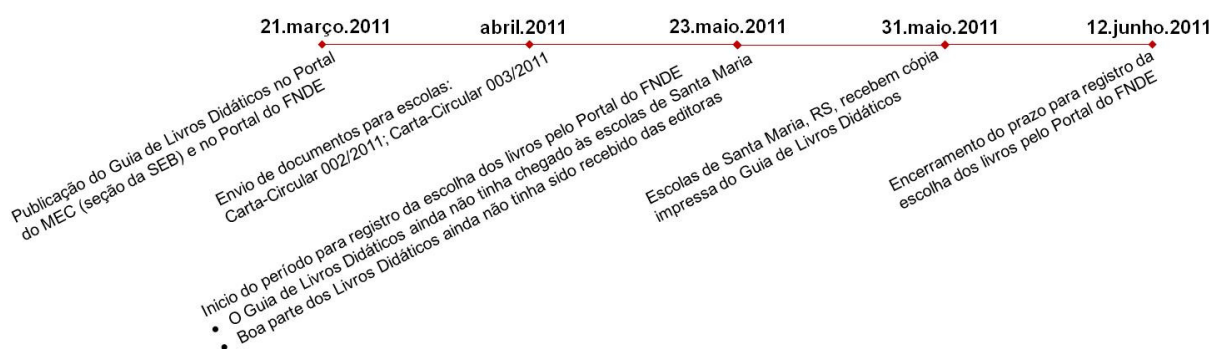 21.março.2011
abril.2011
23.maio.2011
31.maio.2011
12.junho.2011
Publicação do Guia de Livros Didáticos no Portal
do MEC (seção da SEB) e no Portal do FNDE
Envio de documentos para escolas:
Carta-Circular 002/2011; Carta-Circular 003/2011
Inicio do período para registro da escolha dos livros pelo Portal do FNDE
• O Guia de Livros Didáticos ainda não tinha chegado às escolas de Santa Maria
• Boa parte dos Livros Didáticos ainda não tinha sido recebido das editoras
Escolas de Santa Maria, RS, recebem cópia
impressa do Guia de Livros Didáticos
Encerramento do prazo para registro da
escolha dos livros pelo Portal do FNDE